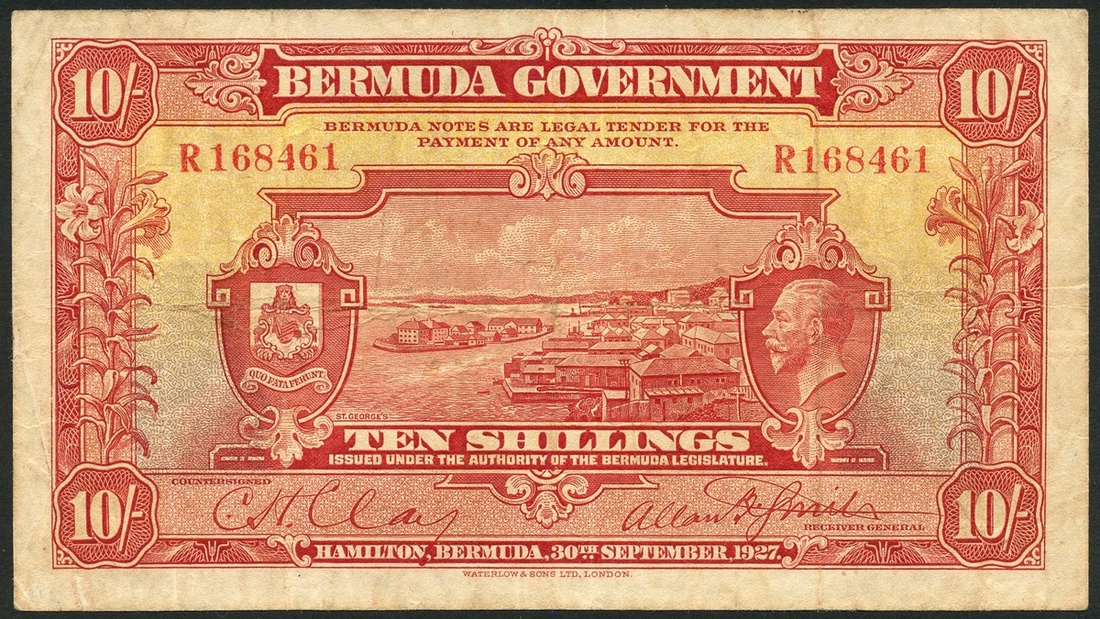 10/-
BERMUDA GOVERNMENT
10/-
BERMUDA NOTES ARE LEGAL TENDER FOR THE
PAYMENT OF ANY AMOUNT.
R168461
R168461
QUO FATA FERUNT
ST. GEORGE'S
TEN SHILLINGS
ISSUED UNDER THE AUTHORITY OF THE BERMUDA LEGISLATURE.
COUNTERSIGNED
RECEIVER GENERAL
10/-
HAMILTON, BERMUDA, 30TH SEPTEMBER, 1927.
10/-
WATERLOW & SONS LTD, LONDON.